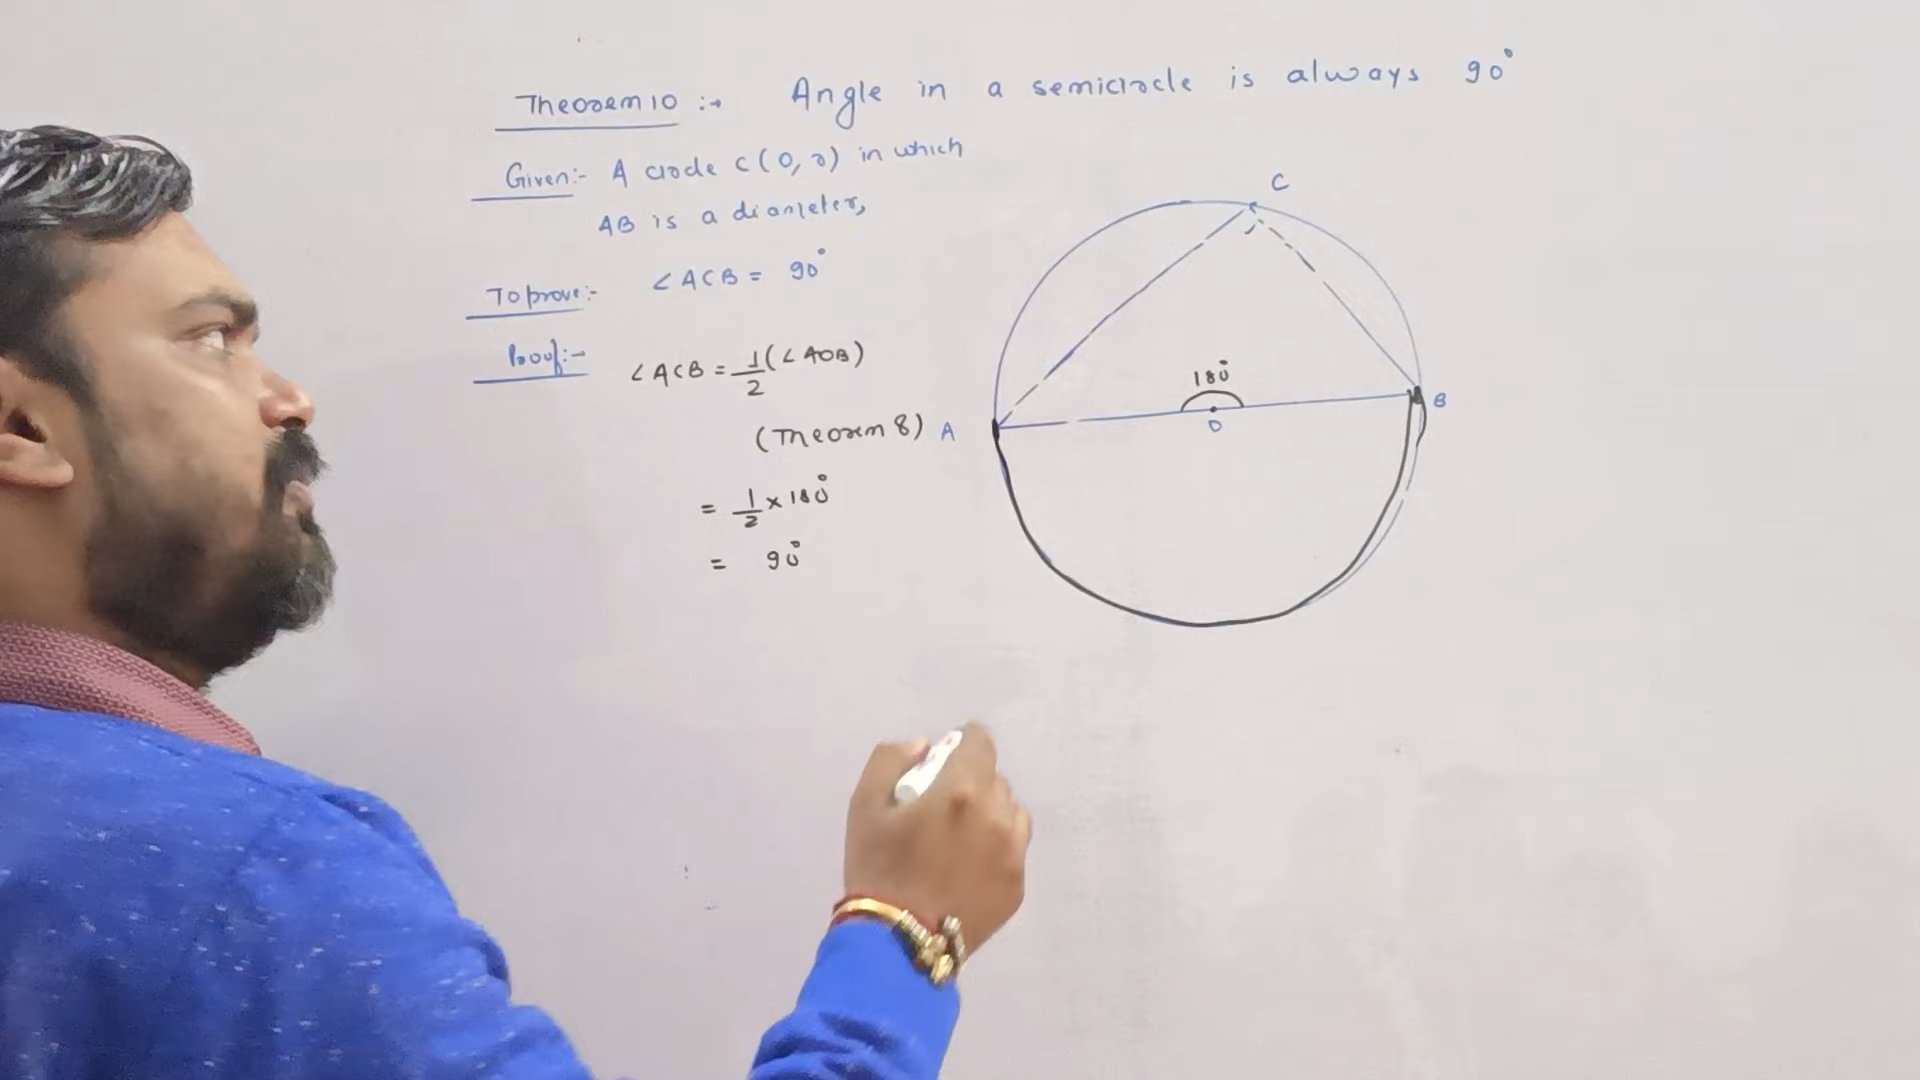 Theorem 10 :→ Angle in a semicircle is always 90°
Given:- A circle C(O, r) in which
AB is a diameter,
To prove:- ∠ACB = 90°
Proof:→ ∠ACB = 1/2 (∠AOB)
(Theorem 8)
= 1/2 × 180°
= 90°
C
180°
A
O
B